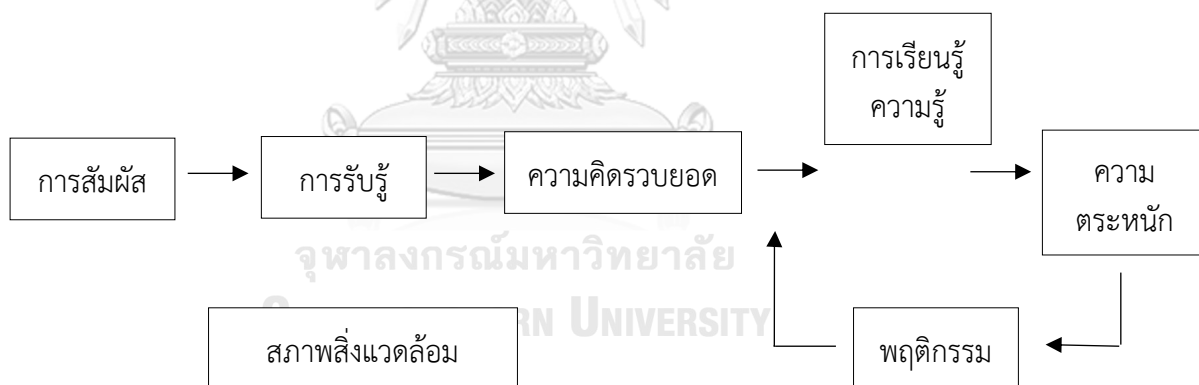 การเรียนรู้
ความรู้
การสัมผัส
การรับรู้
ความคิดรวบยอด
ความ
ตระหนัก
จุฬาลงกรณ์มหาวิทยาลัย
RN UNIVERSITY
สภาพสิ่งแวดล้อม
พฤติกรรม